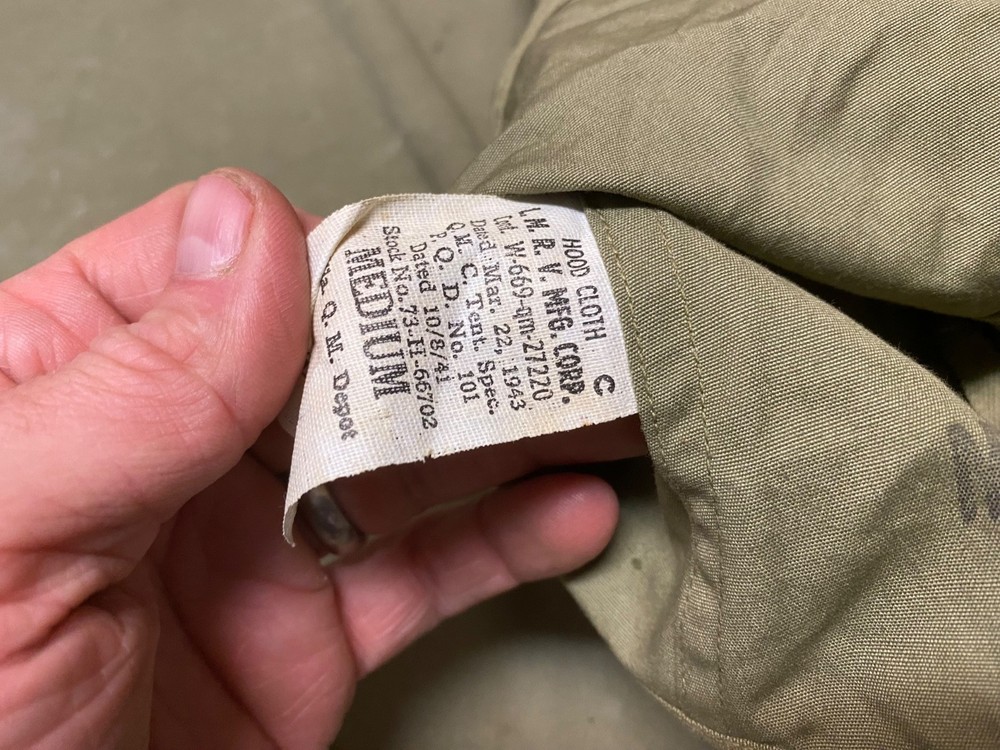 HOOD CLOTH C
I.M.R.V. MFG. CORP.
Ind. W-669-qm-27220
Dated Mar. 22, 1943
Q. M. C. Tent. Spec.
P. Q. D. No. 101
Dated 10/8/41
Stock No. 73-H-66702
MEDIUM
Q. M. Depot